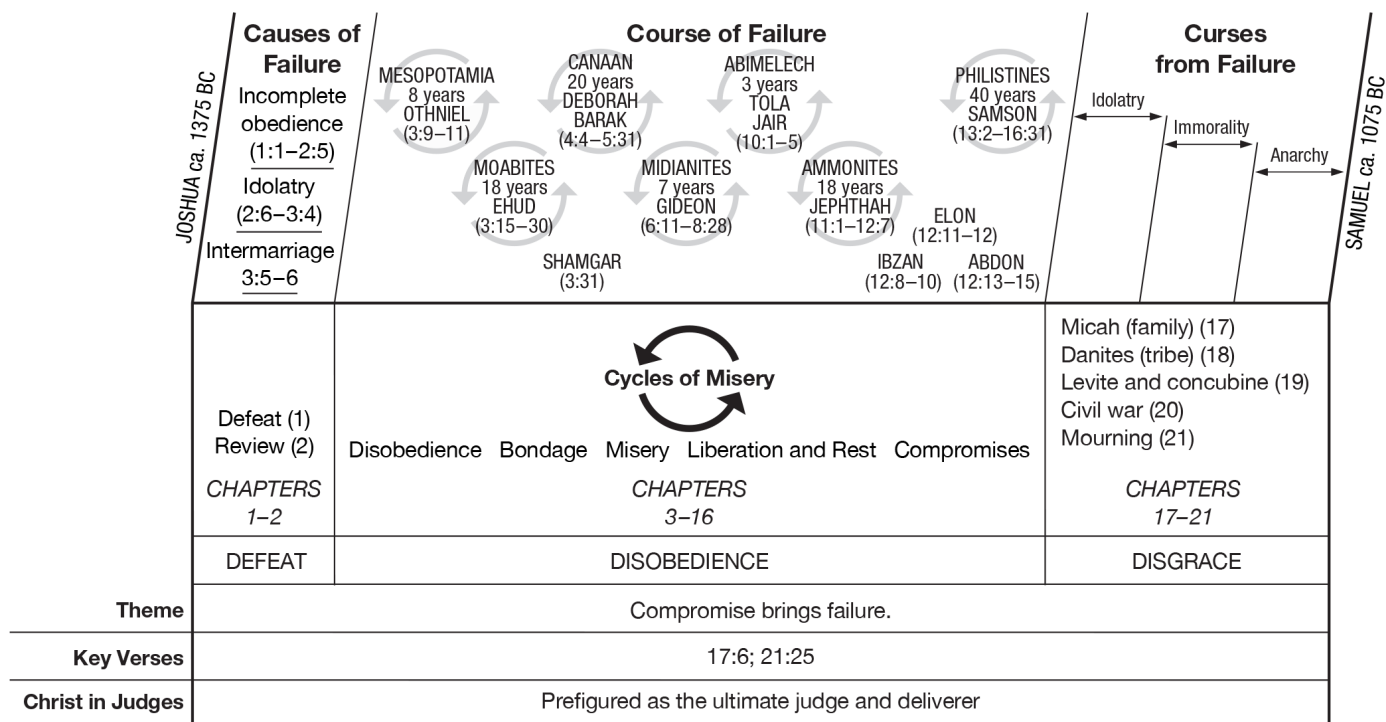 JOSHUA ca. 1375 BC
Causes of
Failure
Incomplete
obedience
(1:1–2:5)
Idolatry
(2:6–3:4)
Intermarriage
3:5–6
Course of Failure
MESOPOTAMIA
8 years
OTHNIEL
(3:9–11)
MOABITES
18 years
EHUD
(3:15–30)
SHAMGAR
(3:31)
CANAAN
20 years
DEBORAH
BARAK
(4:4–5:31)
MIDIANITES
7 years
GIDEON
(6:11–8:28)
ABIMELECH
3 years
TOLA
JAIR
(10:1–5)
AMMONITES
18 years
JEPHTHAH
(11:1–12:7)
IBZAN
(12:8–10)
ELON
(12:11–12)
ABDON
(12:13–15)
PHILISTINES
40 years
SAMSON
(13:2–16:31)
Curses
from Failure
Idolatry
Immorality
Anarchy
SAMUEL ca. 1075 BC
Defeat (1)
Review (2)
CHAPTERS
1–2
Cycles of Misery
Disobedience Bondage Misery Liberation and Rest Compromises
CHAPTERS
3–16
Micah (family) (17)
Danites (tribe) (18)
Levite and concubine (19)
Civil war (20)
Mourning (21)
CHAPTERS
17–21
DEFEAT DISOBEDIENCE DISGRACE
Theme Compromise brings failure.
Key Verses 17:6; 21:25
Christ in Judges Prefigured as the ultimate judge and deliverer